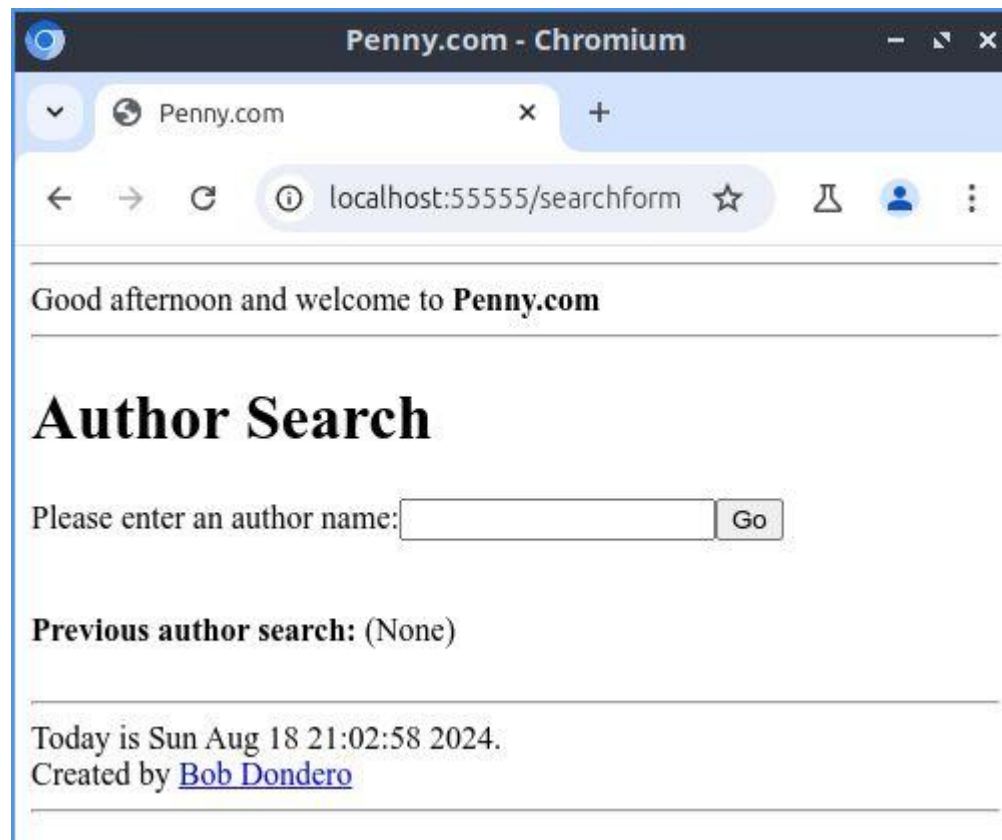 Penny.com - Chromium
Penny.com
localhost:55555/searchform
Good afternoon and welcome to Penny.com
Author Search
Please enter an author name: Go
Previous author search: (None)
Today is Sun Aug 18 21:02:58 2024.
Created by Bob Dondero